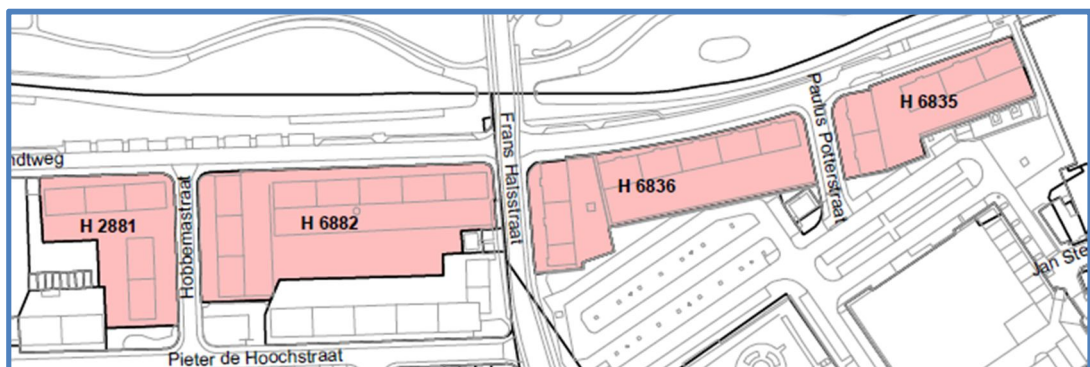 H 6835
Paulus Potterstraat
Frans Halsstraat
ndtweg
H 6836
H 2881
Hobbemastraat
H 6882
Jan Ste
Pieter de Hoochstraat